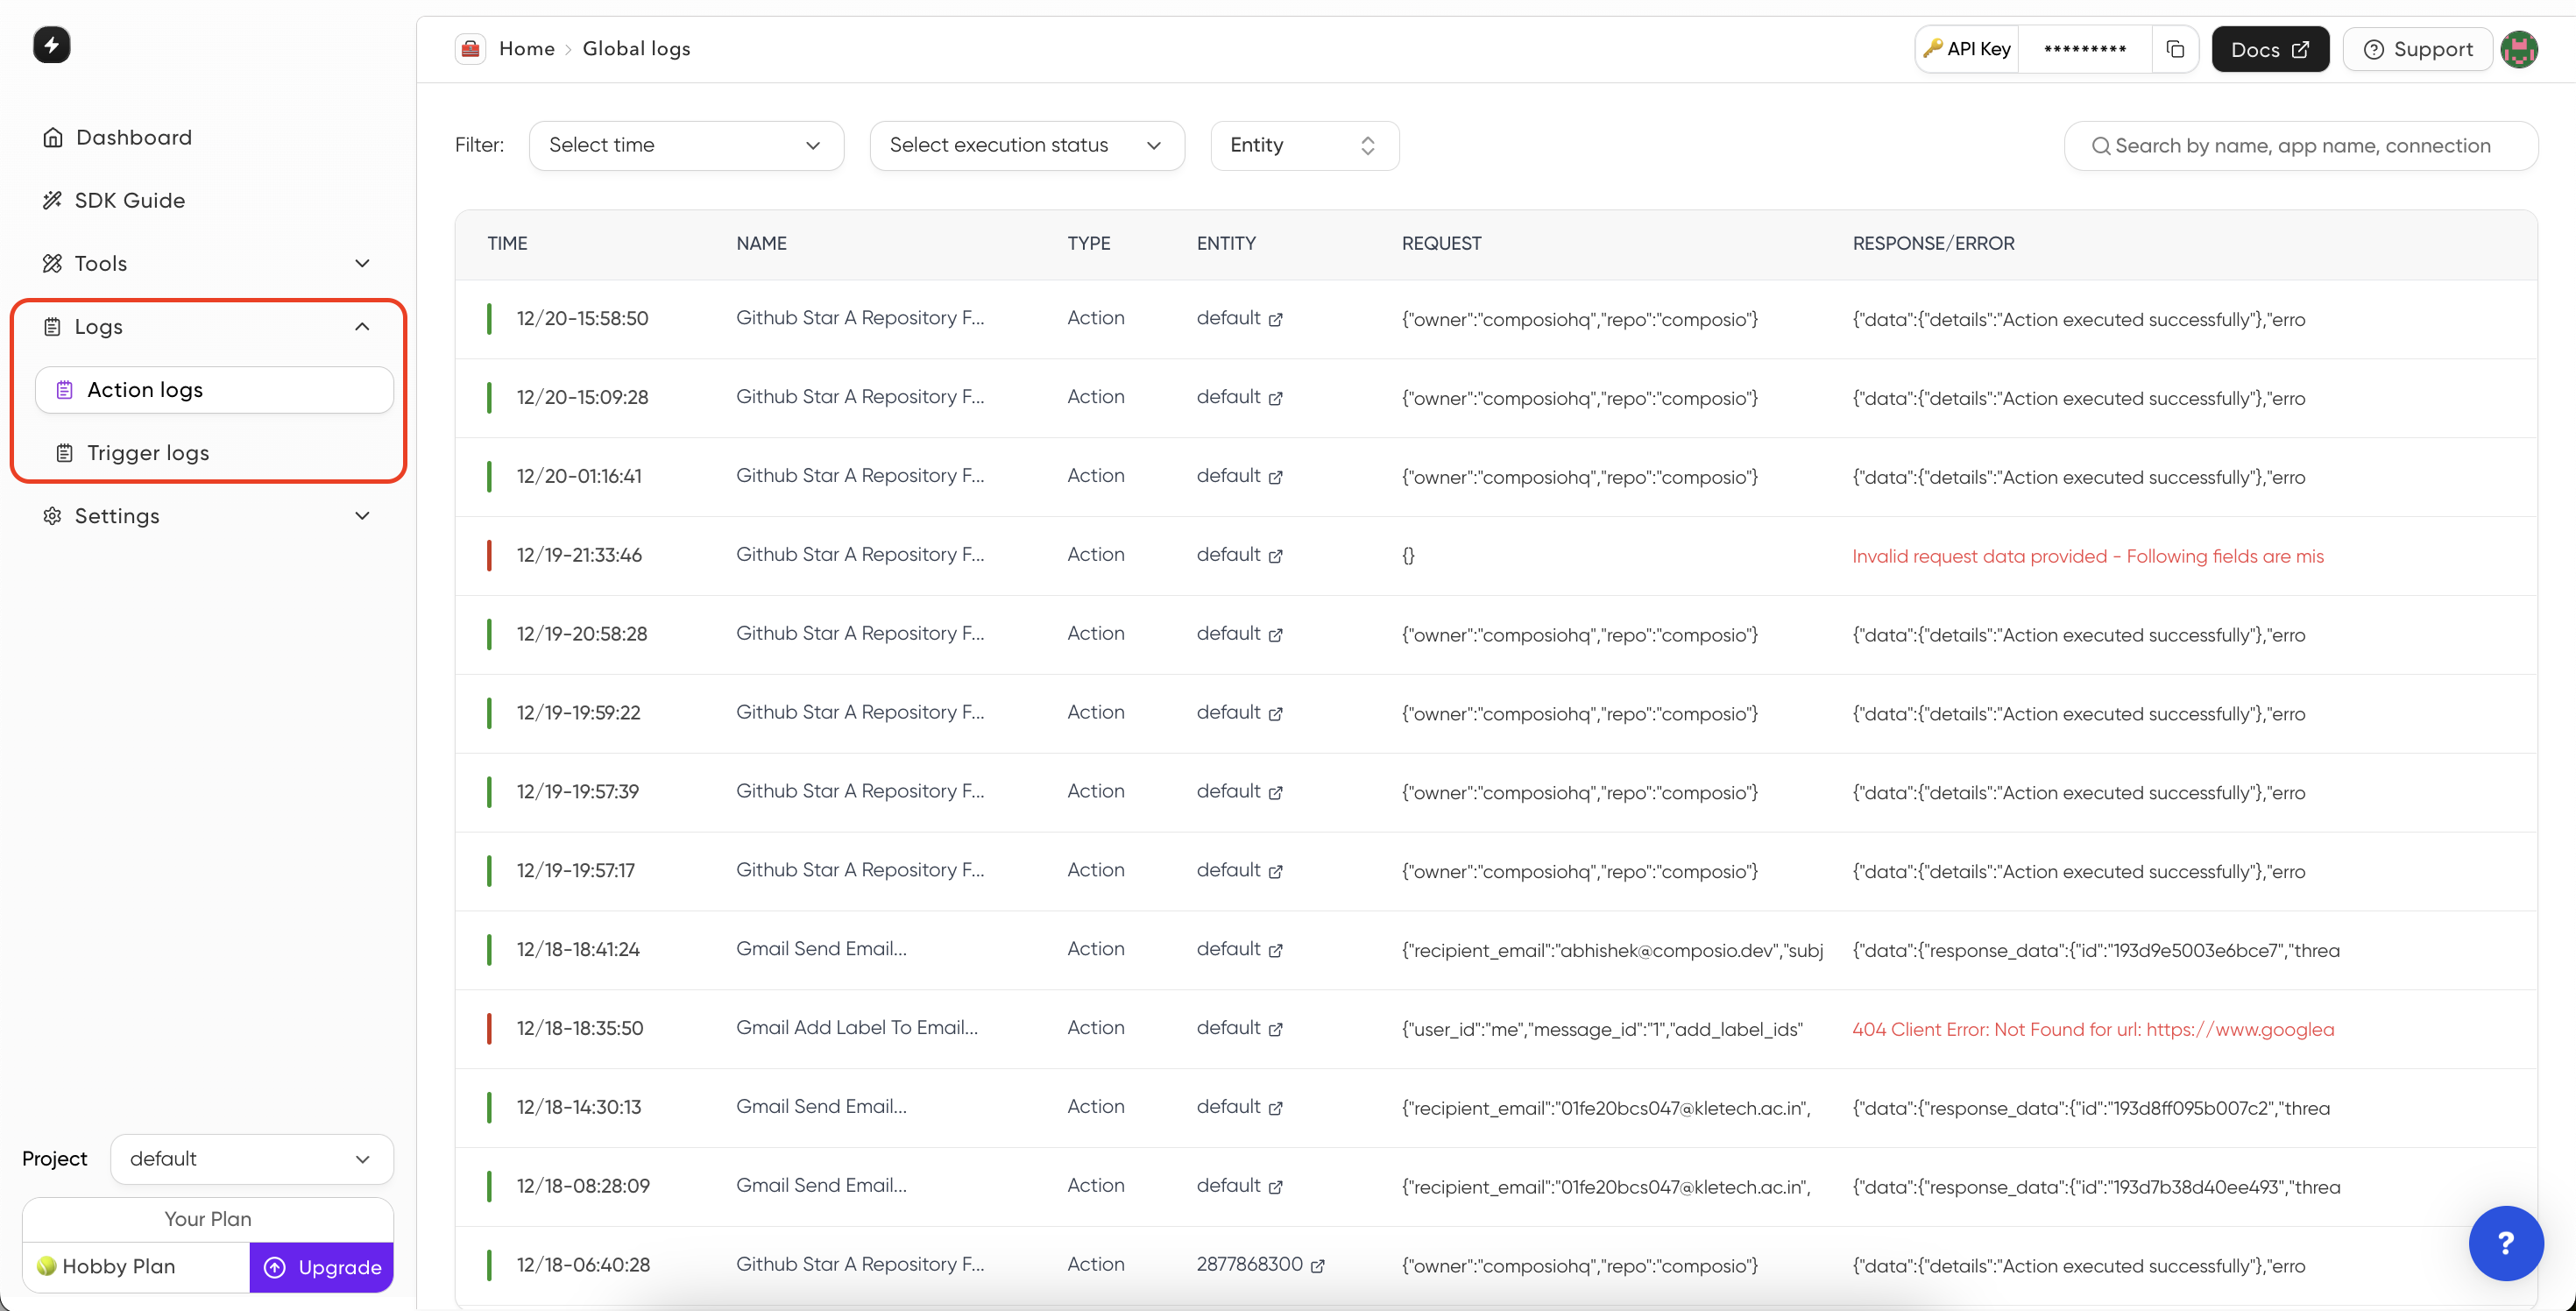 Dashboard
SDK Guide
Tools
Logs
Action logs
Trigger logs
Settings
Project default
Your Plan
Hobby Plan Upgrade
Home > Global logs
API Key ********* Docs Support
Filter: Select time Select execution status Entity Search by name, app name, connection
TIME NAME TYPE ENTITY REQUEST RESPONSE/ERROR
12/20-15:58:50 Github Star A Repository F... Action default {"owner":"composiohq","repo":"composio"} {"data":{"details":"Action executed successfully"},"erro
12/20-15:09:28 Github Star A Repository F... Action default {"owner":"composiohq","repo":"composio"} {"data":{"details":"Action executed successfully"},"erro
12/20-01:16:41 Github Star A Repository F... Action default {"owner":"composiohq","repo":"composio"} {"data":{"details":"Action executed successfully"},"erro
12/19-21:33:46 Github Star A Repository F... Action default {} Invalid request data provided - Following fields are mis
12/19-20:58:28 Github Star A Repository F... Action default {"owner":"composiohq","repo":"composio"} {"data":{"details":"Action executed successfully"},"erro
12/19-19:59:22 Github Star A Repository F... Action default {"owner":"composiohq","repo":"composio"} {"data":{"details":"Action executed successfully"},"erro
12/19-19:57:39 Github Star A Repository F... Action default {"owner":"composiohq","repo":"composio"} {"data":{"details":"Action executed successfully"},"erro
12/19-19:57:17 Github Star A Repository F... Action default {"owner":"composiohq","repo":"composio"} {"data":{"details":"Action executed successfully"},"erro
12/18-18:41:24 Gmail Send Email... Action default {"recipient_email":"abhishek@composio.dev","subj {"data":{"response_data":{"id":"193d9e5003e6bce7","threa
12/18-18:35:50 Gmail Add Label To Email... Action default {"user_id":"me","message_id":"1","add_label_ids" 404 Client Error: Not Found for url: https://www.googlea
12/18-14:30:13 Gmail Send Email... Action default {"recipient_email":"01fe20bcs047@kletech.ac.in", {"data":{"response_data":{"id":"193d8ff095b007c2","threa
12/18-08:28:09 Gmail Send Email... Action default {"recipient_email":"01fe20bcs047@kletech.ac.in", {"data":{"response_data":{"id":"193d7b38d40ee493","threa
12/18-06:40:28 Github Star A Repository F... Action 2877868300 {"owner":"composiohq","repo":"composio"} {"data":{"details":"Action executed successfully"},"erro
?